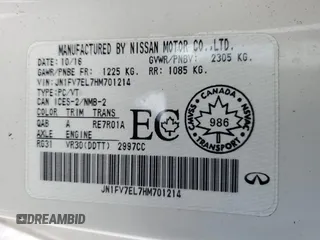 MANUFACTURED BY NISSAN MOTOR CO.,LTD.
DATE: 10/16 GVWR/PNBV: 2305 KG.
GAWR/PNBE FR: 1225 KG. RR: 1085 KG.
VIN: JN1FV7EL7HM701214
TYPE:PC/VT
CAN ICES-2/NMB-2
COLOR TRIM TRANS
QAB A RE7R01A
AXLE ENGINE
R031 VR30(DDTT) 2997CC
EC
CANADA
986
CMVSS
NSVAC
TRANSPORT
JN1FV7EL7HM701214
DREAMBID